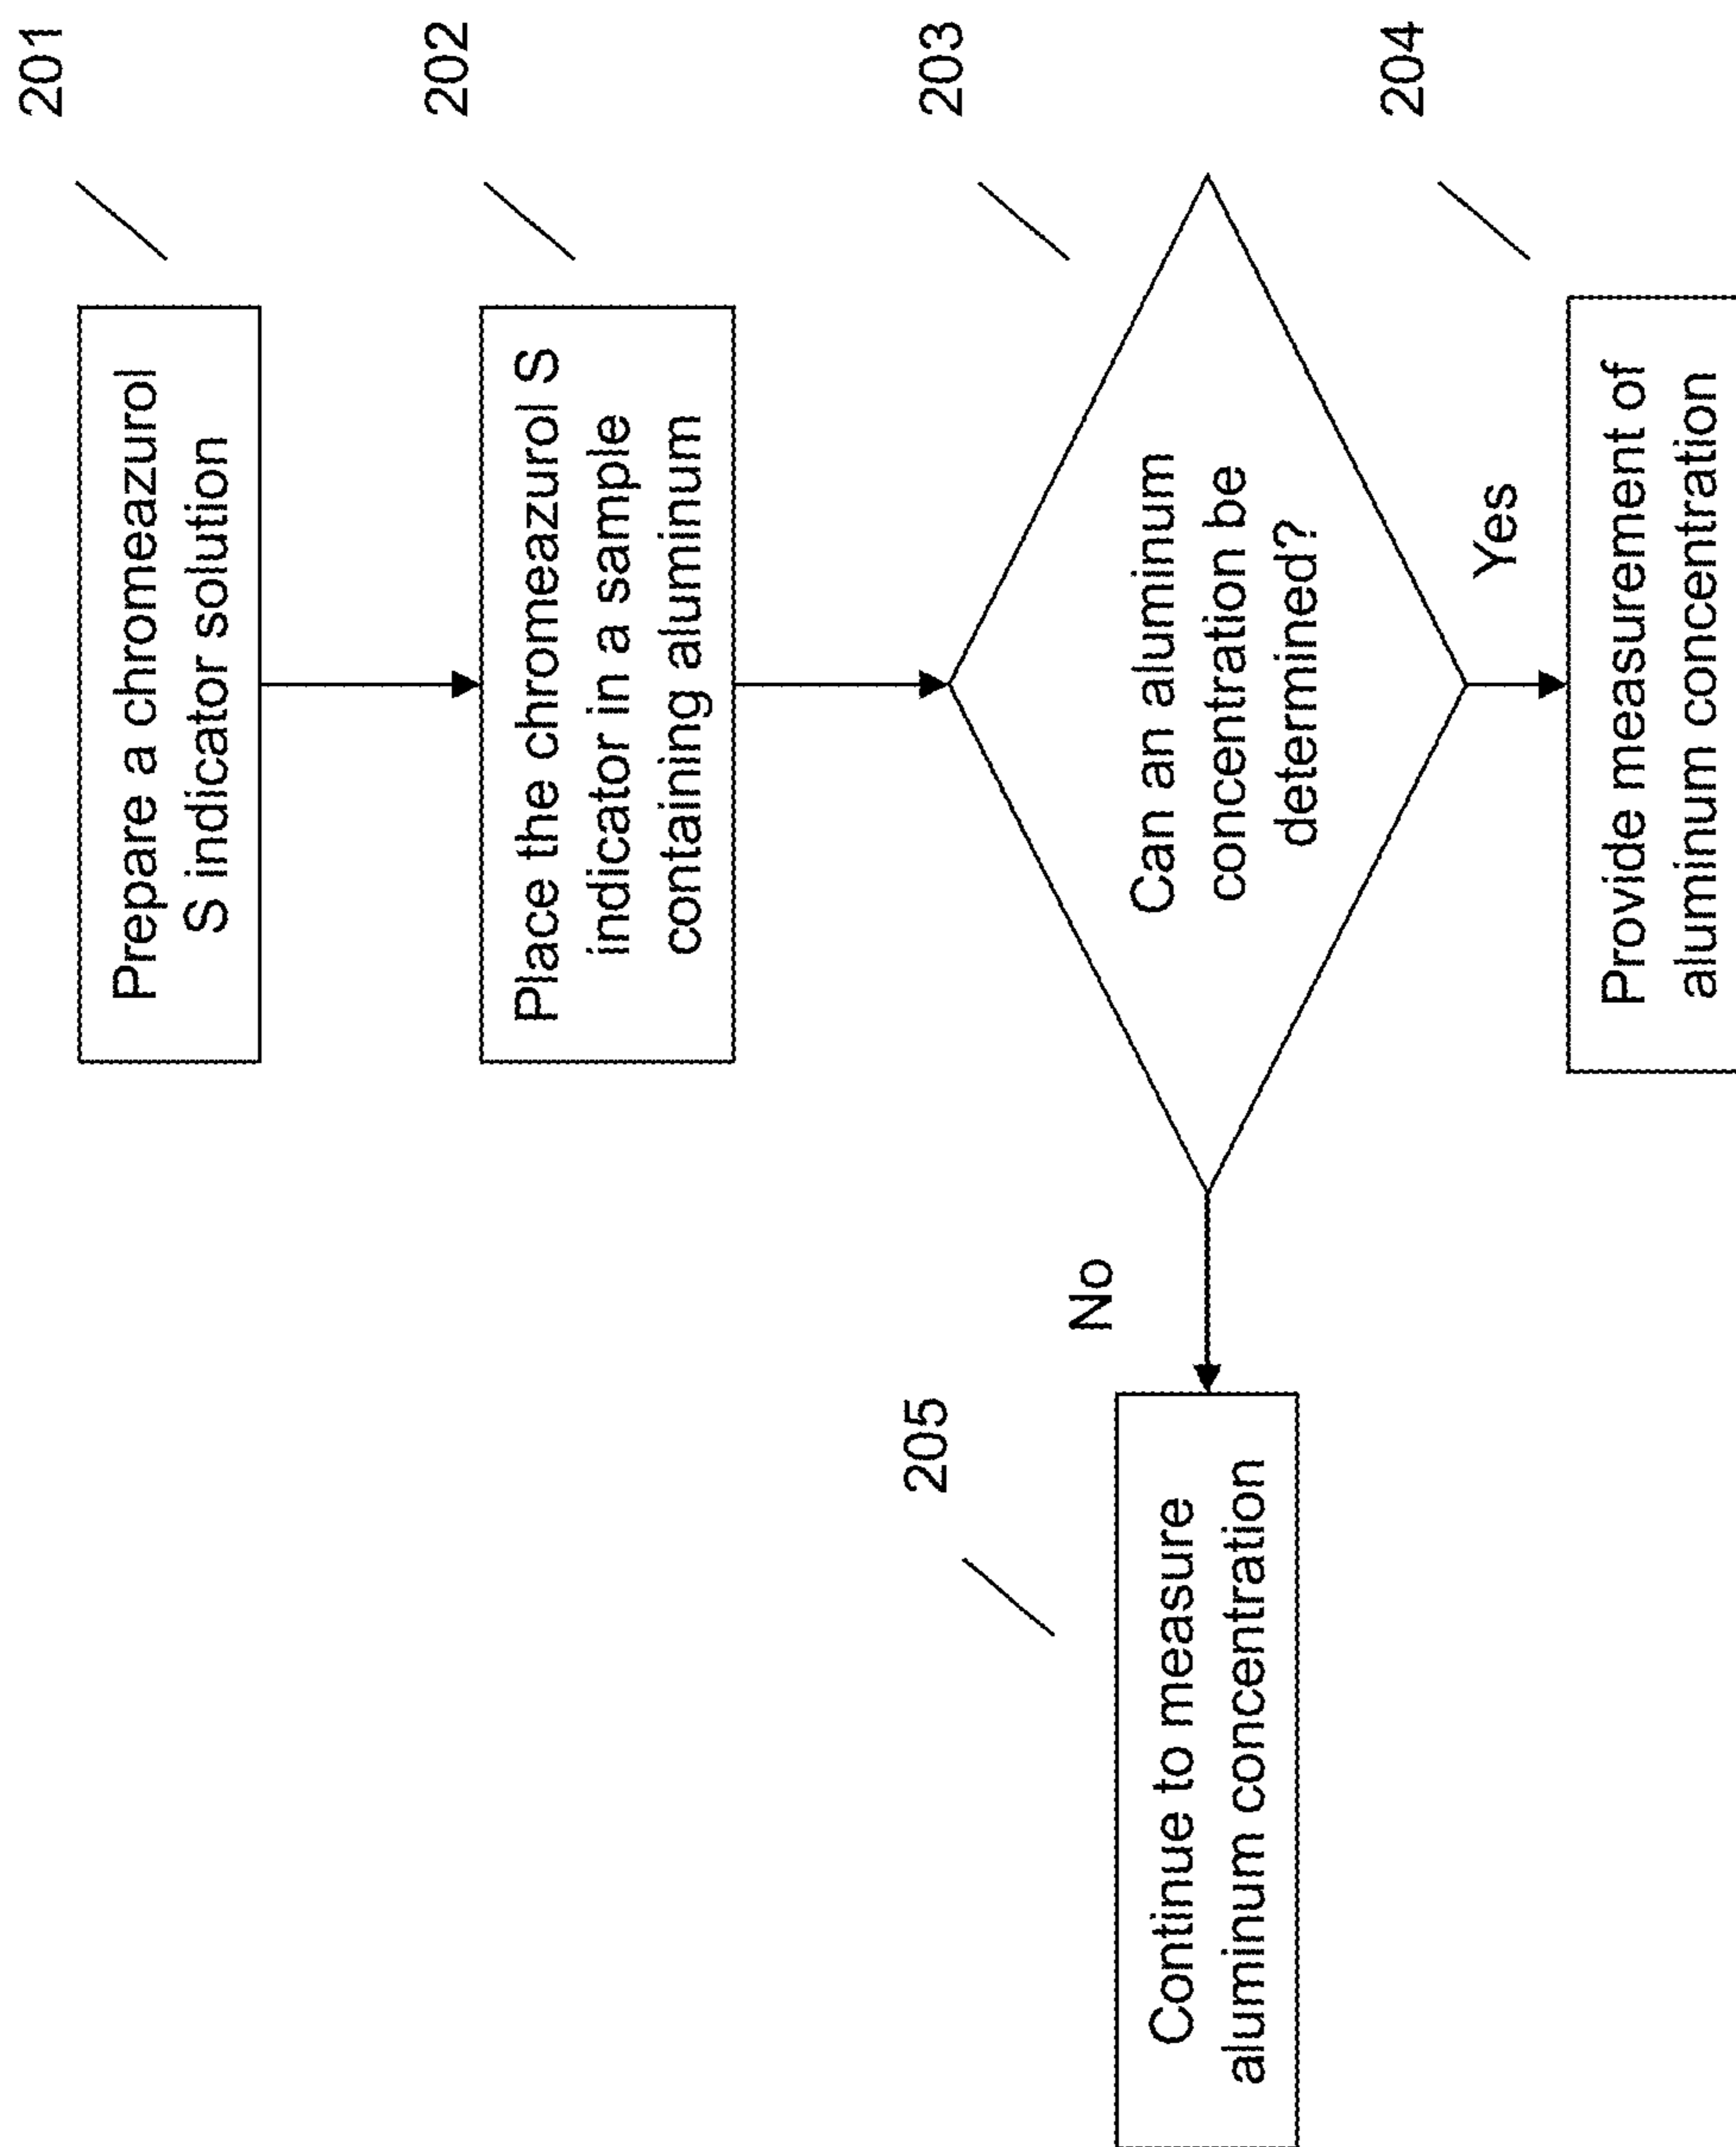 201
Prepare a chromeazurol
S indicator solution
202
Place the chromeazurol S
indicator in a sample
containing aluminum
203
Can an aluminum
concentration be
determined?
No
205
Continue to measure
aluminum concentration
Yes
204
Provide measurement of
aluminum concentration